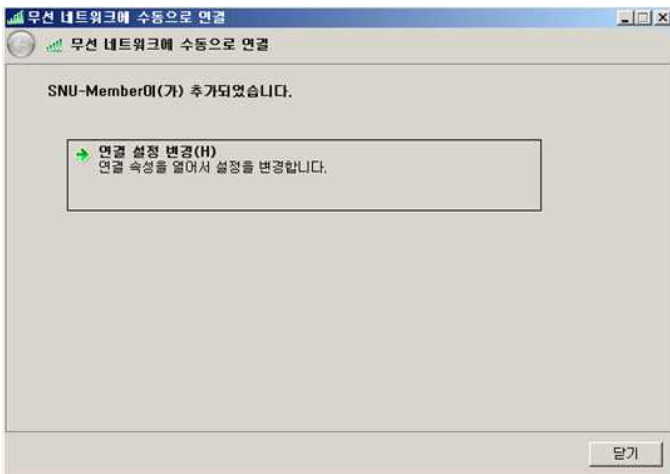 무선 네트워크에 수동으로 연결
무선 네트워크에 수동으로 연결
SNU-Member이(가) 추가되었습니다.
연결 설정 변경(H)
연결 속성을 열어서 설정을 변경합니다.
닫기